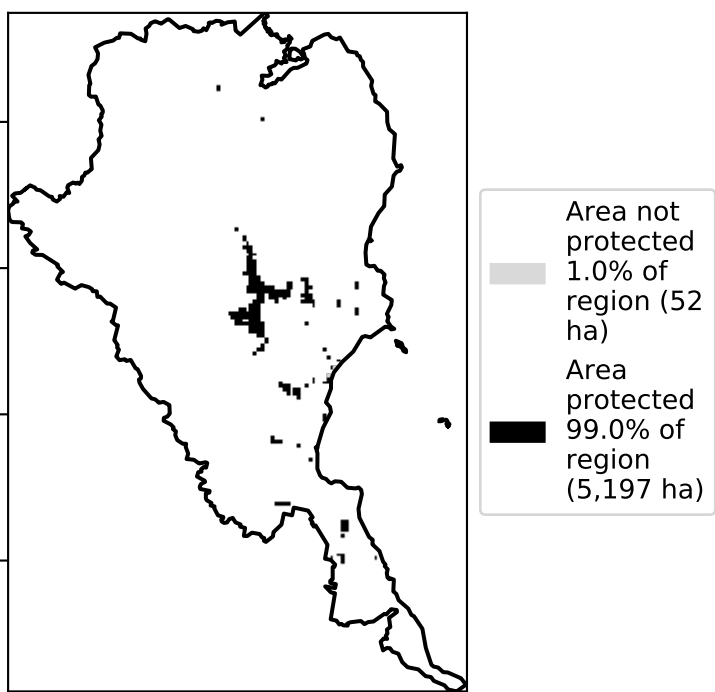 Area not
protected
1.0% of
region (52
ha)
Area
protected
99.0% of
region
(5,197 ha)